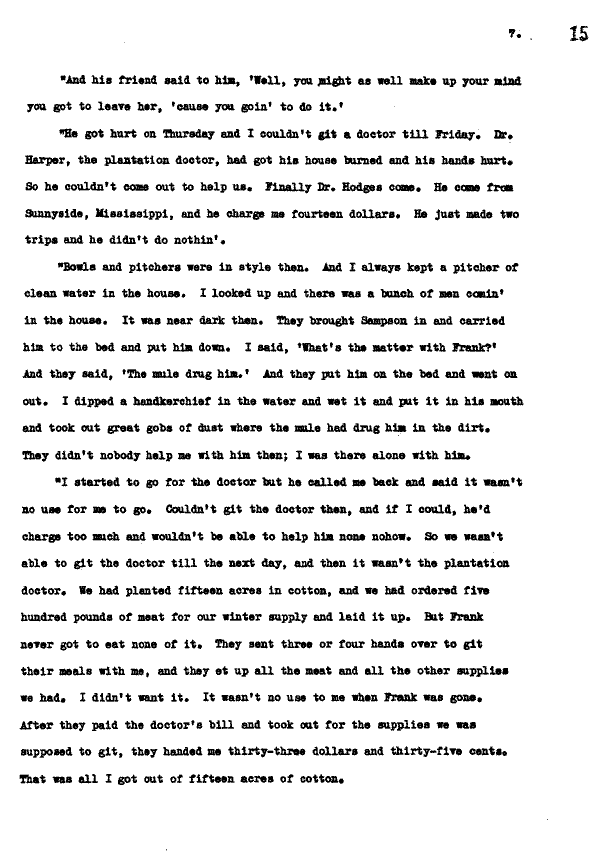 7. 15
"And his friend said to him, 'Well, you might as well make up your mind
you got to leave her, 'cause you goin' to do it.'
"He got hurt on Thursday and I couldn't git a doctor till Friday. Dr.
Harper, the plantation doctor, had got his house burned and his hands hurt.
So he couldn't come out to help us. Finally Dr. Hodges come. He come from
Sunnyside, Mississippi, and he charge me fourteen dollars. He just made two
trips and he didn't do nothin'.
"Bowls and pitchers were in style then. And I always kept a pitcher of
clean water in the house. I looked up and there was a bunch of men comin'
in the house. It was near dark then. They brought Sampson in and carried
him to the bed and put him down. I said, 'What's the matter with Frank?'
And they said, 'The mule drug him.' And they put him on the bed and went on
out. I dipped a handkerchief in the water and wet it and put it in his mouth
and took out great gobs of dust where the mule had drug him in the dirt.
They didn't nobody help me with him then; I was there alone with him.
"I started to go for the doctor but he called me back and said it wasn't
no use for me to go. Couldn't git the doctor then, and if I could, he'd
charge too much and wouldn't be able to help him none nohow. So we wasn't
able to git the doctor till the next day, and then it wasn't the plantation
doctor. We had planted fifteen acres in cotton, and we had ordered five
hundred pounds of meat for our winter supply and laid it up. But Frank
never got to eat none of it. They sent three or four hands over to git
their meals with me, and they et up all the meat and all the other supplies
we had. I didn't want it. It wasn't no use to me when Frank was gone.
After they paid the doctor's bill and took out for the supplies we was
supposed to git, they handed me thirty-three dollars and thirty-five cents.
That was all I got out of fifteen acres of cotton.